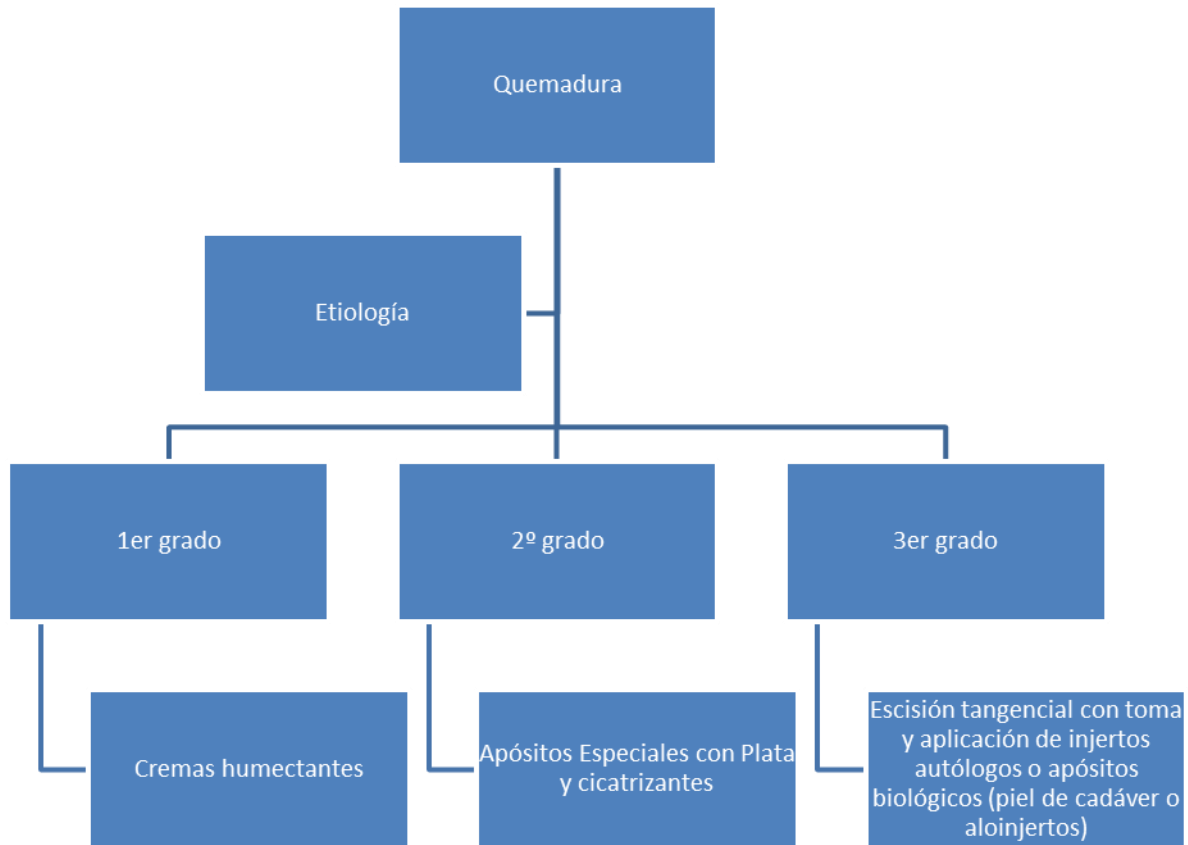 Quemadura
Etiología
1er grado
2º grado
3er grado
Cremas humectantes
Apósitos Especiales con Plata
y cicatrizantes
Escisión tangencial con toma
y aplicación de injertos
autólogos o apósitos
biológicos (piel de cadáver o
aloinjertos)